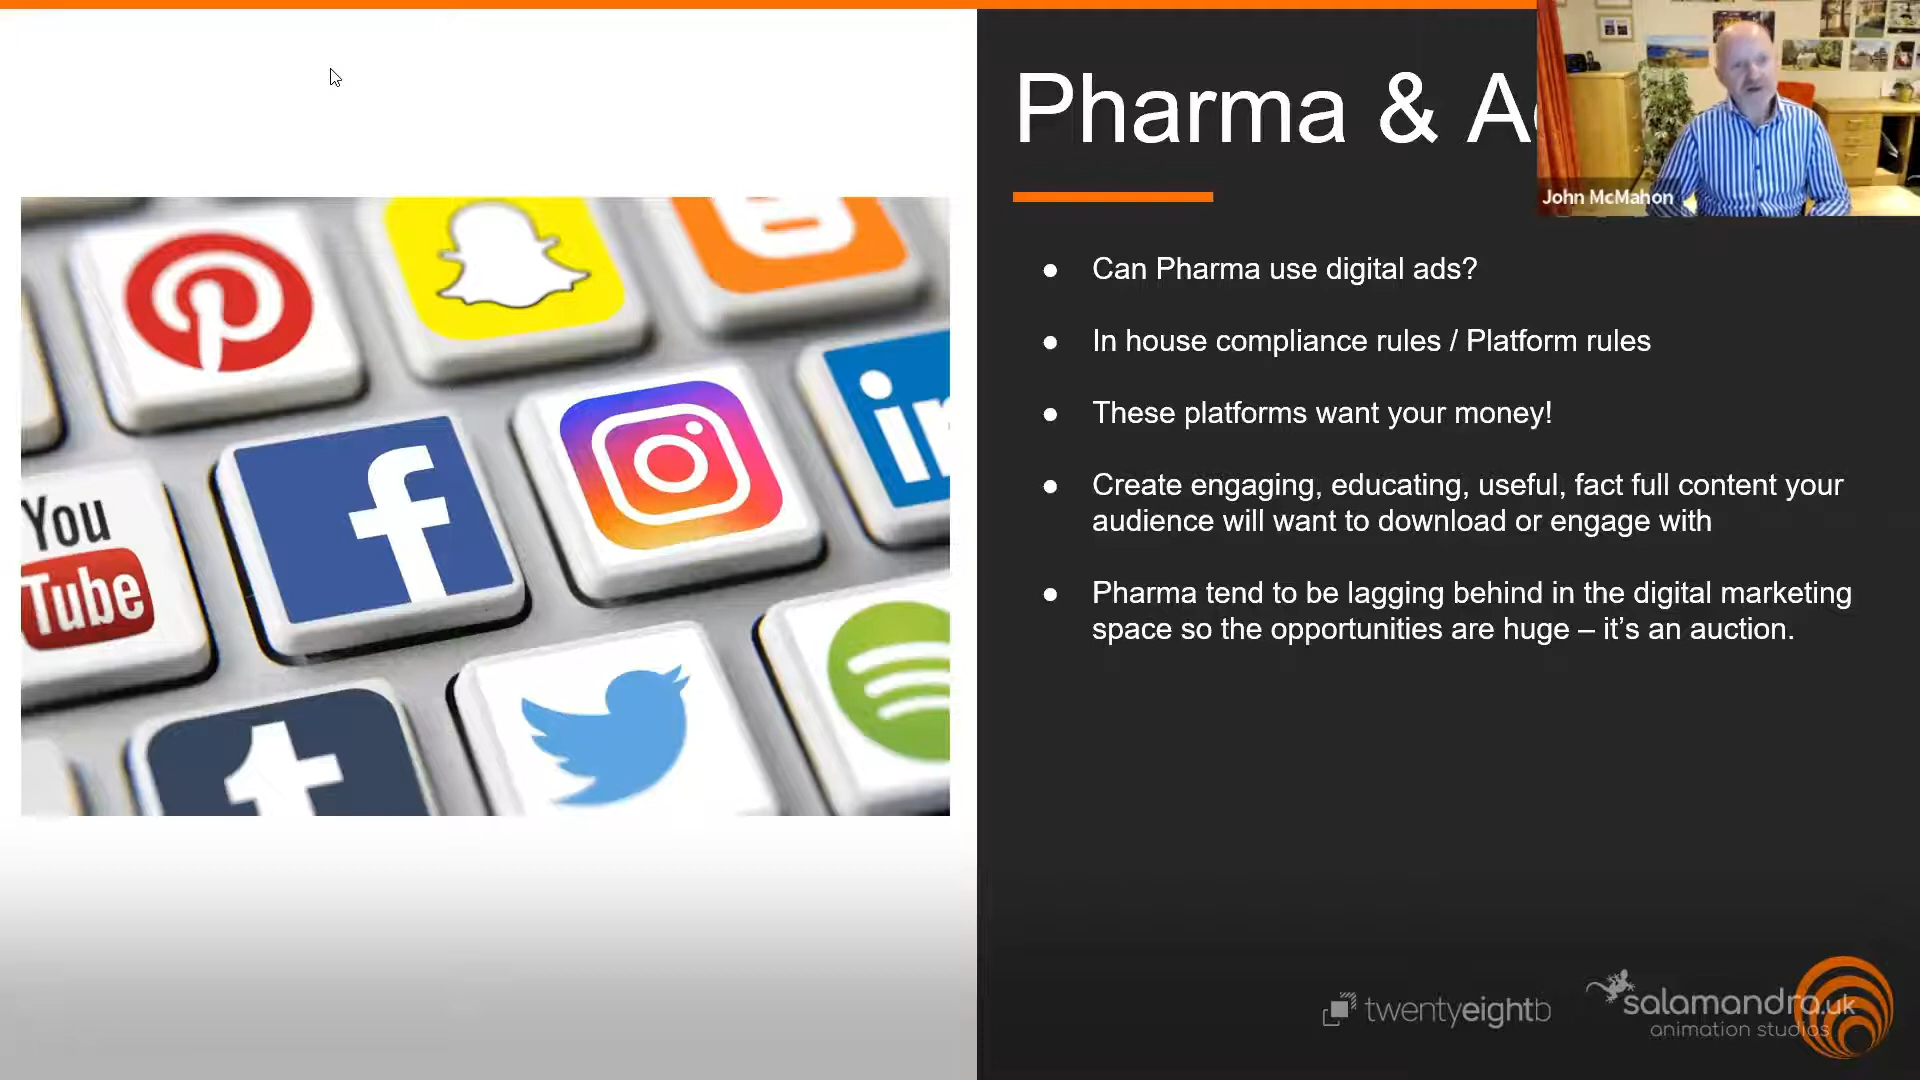 Pharma & A
John McMahon
Can Pharma use digital ads?
In house compliance rules / Platform rules
These platforms want your money!
Create engaging, educating, useful, fact full content your
audience will want to download or engage with
Pharma tend to be lagging behind in the digital marketing
space so the opportunities are huge – it’s an auction.
in
You
Tube
f
t
twentyeightb
salamandra.uk
animation studios